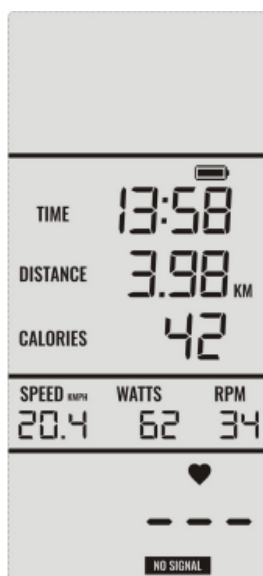 TIME 13:58
DISTANCE 3.98 KM
CALORIES 42
SPEED KMPH WATTS RPM
20.4 62 34
---
NO SIGNAL